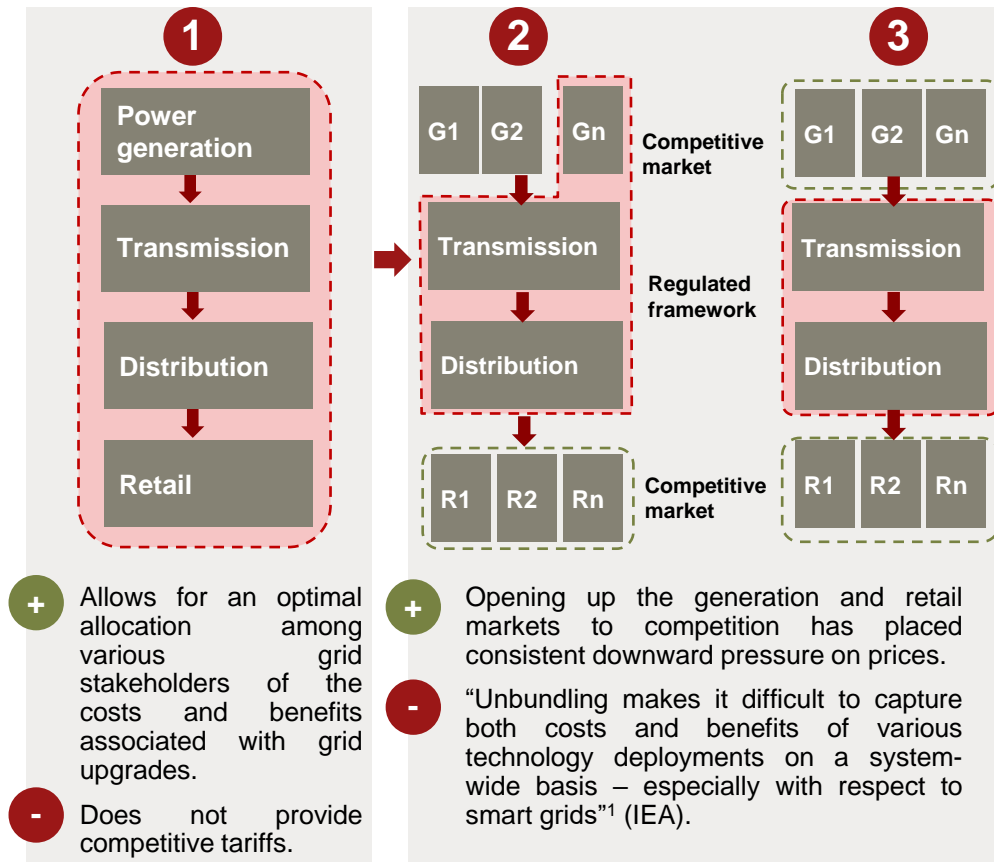 1
Power
generation
Transmission
Distribution
Retail
2
G1 G2 Gn
Competitive
market
Transmission
Regulated
framework
Distribution
R1 R2 Rn
Competitive
market
3
G1 G2 Gn
Transmission
Distribution
R1 R2 Rn
+
Allows for an optimal
allocation among
various grid
stakeholders of the
costs and benefits
associated with grid
upgrades.
-
Does not provide
competitive tariffs.
+
Opening up the generation and retail
markets to competition has placed
consistent downward pressure on prices.
-
“Unbundling makes it difficult to capture
both costs and benefits of various
technology deployments on a system-
wide basis – especially with respect to
smart grids”¹ (IEA).